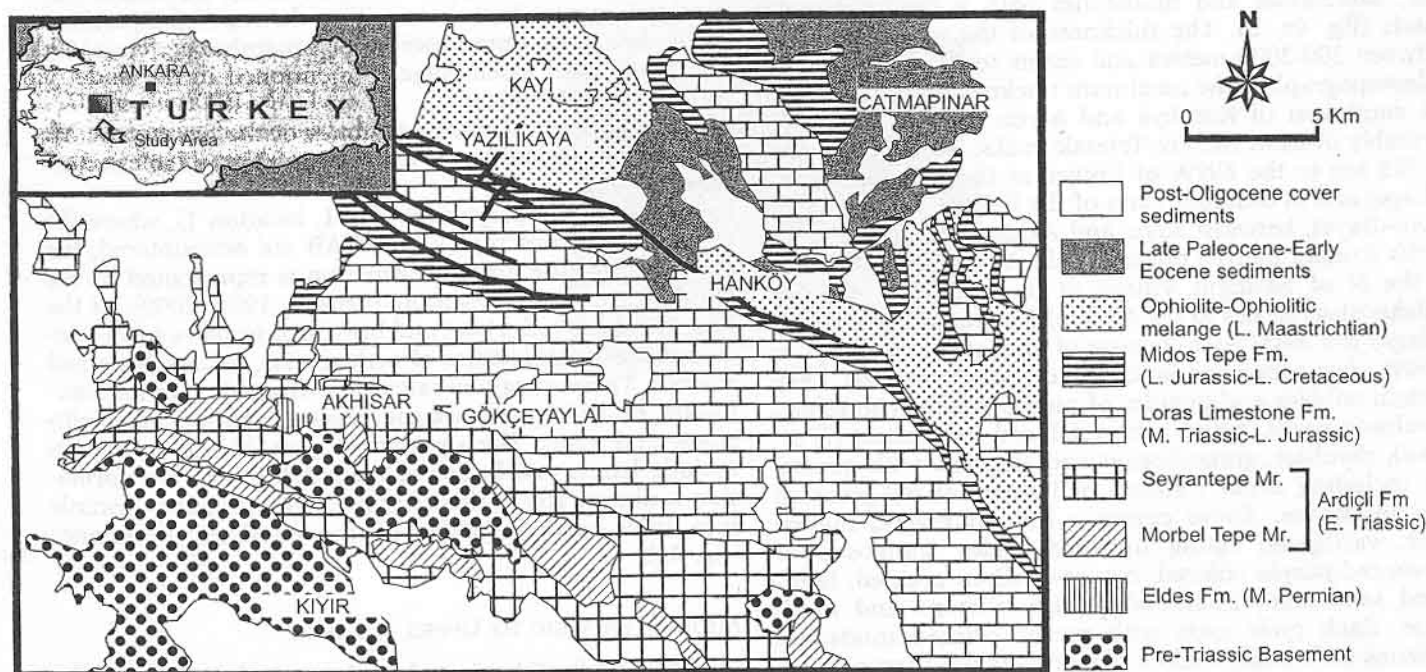 ANKARA
TURKEY
Study Area
KAYI
YAZILIKAYA
CATMAPINAR
HANKÖY
AKHISAR
GÖKÇEYAYLA
KIYIR
N
0 5 Km
Post-Oligocene cover
sediments
Late Paleocene-Early
Eocene sediments
Ophiolite-Ophiolitic
melange (L. Maastrichtian)
Midos Tepe Fm.
(L. Jurassic-L. Cretaceous)
Loras Limestone Fm.
(M. Triassic-L. Jurassic)
Seyrantepe Mr.
Ardiçli Fm
(E. Triassic)
Morbel Tepe Mr.
Eldes Fm. (M. Permian)
Pre-Triassic Basement